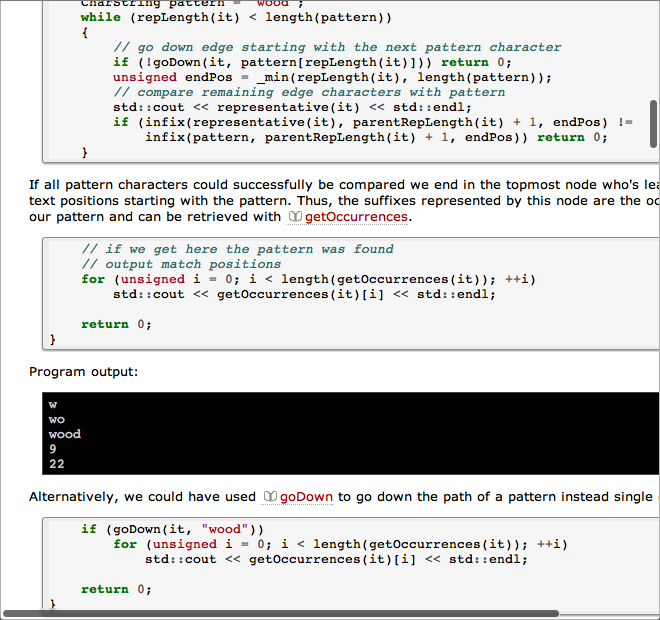 CharString pattern = "wood";
while (repLength(it) < length(pattern))
{
// go down edge starting with the next pattern character
if (!goDown(it, pattern[repLength(it)])) return 0;
unsigned endPos = _min(repLength(it), length(pattern));
// compare remaining edge characters with pattern
std::cout << representative(it) << std::endl;
if (infix(representative(it), parentRepLength(it) + 1, endPos) !=
infix(pattern, parentRepLength(it) + 1, endPos)) return 0;
}
If all pattern characters could successfully be compared we end in the topmost node who's lea
text positions starting with the pattern. Thus, the suffixes represented by this node are the oc
our pattern and can be retrieved with getOccurrences.
// if we get here the pattern was found
// output match positions
for (unsigned i = 0; i < length(getOccurrences(it)); ++i)
std::cout << getOccurrences(it)[i] << std::endl;
return 0;
}
Program output:
w
wo
wood
9
22
Alternatively, we could have used goDown to go down the path of a pattern instead single
if (goDown(it, "wood"))
for (unsigned i = 0; i < length(getOccurrences(it)); ++i)
std::cout << getOccurrences(it)[i] << std::endl;
return 0;
}